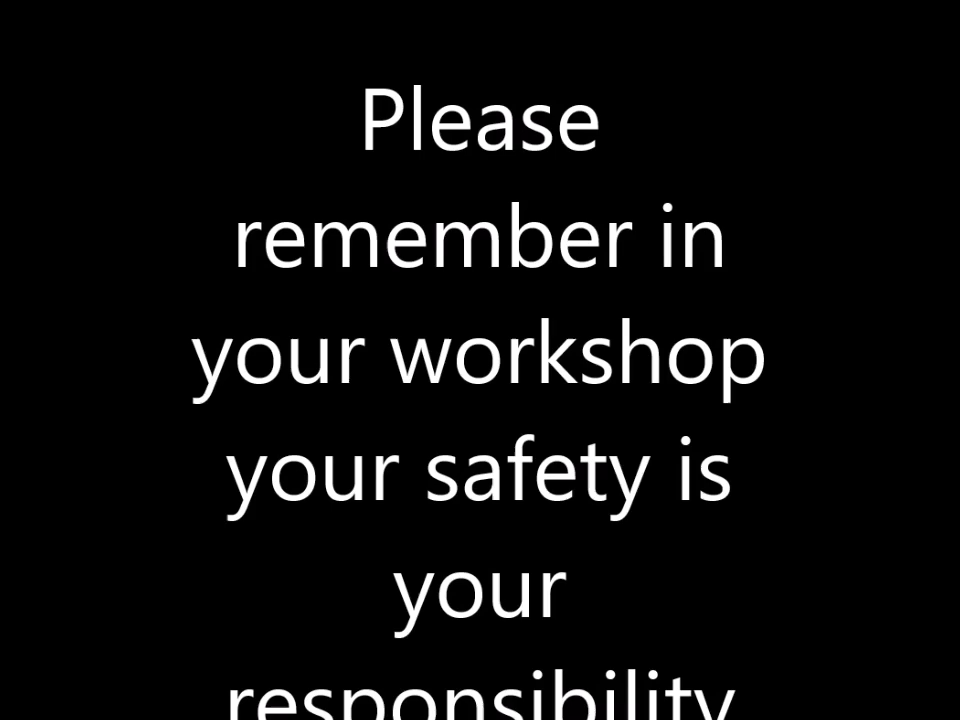 Please
remember in
your workshop
your safety is
your
responsibility